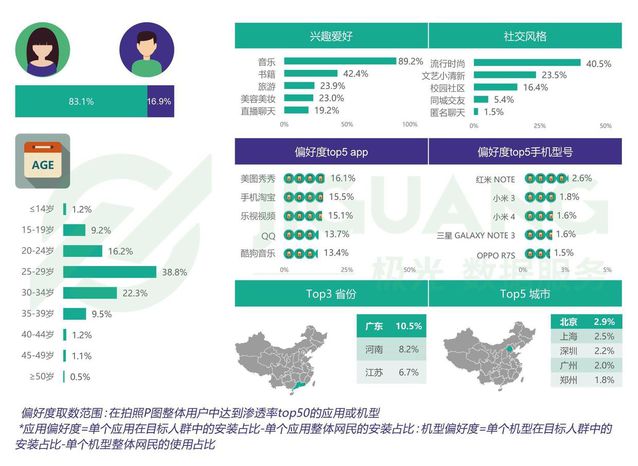 83.1%
16.9%
AGE
≤14岁 1.2%
15-19岁 9.2%
20-24岁 16.2%
25-29岁 38.8%
30-34岁 22.3%
35-39岁 9.5%
40-44岁 1.2%
45-49岁 1.1%
≥50岁 0.5%
兴趣爱好
音乐 89.2%
书籍 42.4%
旅游 23.9%
美容美妆 23.0%
直播聊天 19.2%
0% 50% 100%
社交风格
流行时尚 40.5%
文艺小清新 23.5%
校园社区 16.4%
同城交友 5.4%
匿名聊天 1.5%
0% 25% 50%
偏好度top5 app
美图秀秀 16.1%
手机淘宝 15.5%
乐视视频 15.1%
QQ 13.7%
酷狗音乐 13.4%
0% 25% 50%
偏好度top5手机型号
红米 NOTE 2.6%
小米 3 1.8%
小米 4 1.6%
三星 GALAXY NOTE 3 1.6%
OPPO R7S 1.5%
0% 3% 5%
Top3 省份
广东 10.5%
河南 8.2%
江苏 6.7%
Top5 城市
北京 2.9%
上海 2.5%
深圳 2.2%
广州 2.0%
郑州 1.8%
JIGUANG
极光 数据服务
偏好度取数范围：在拍照P图整体用户中达到渗透率top50的应用或机型
*应用偏好度=单个应用在目标人群中的安装占比-单个应用整体网民的安装占比；机型偏好度=单个机型在目标人群中的
安装占比-单个机型整体网民的使用占比